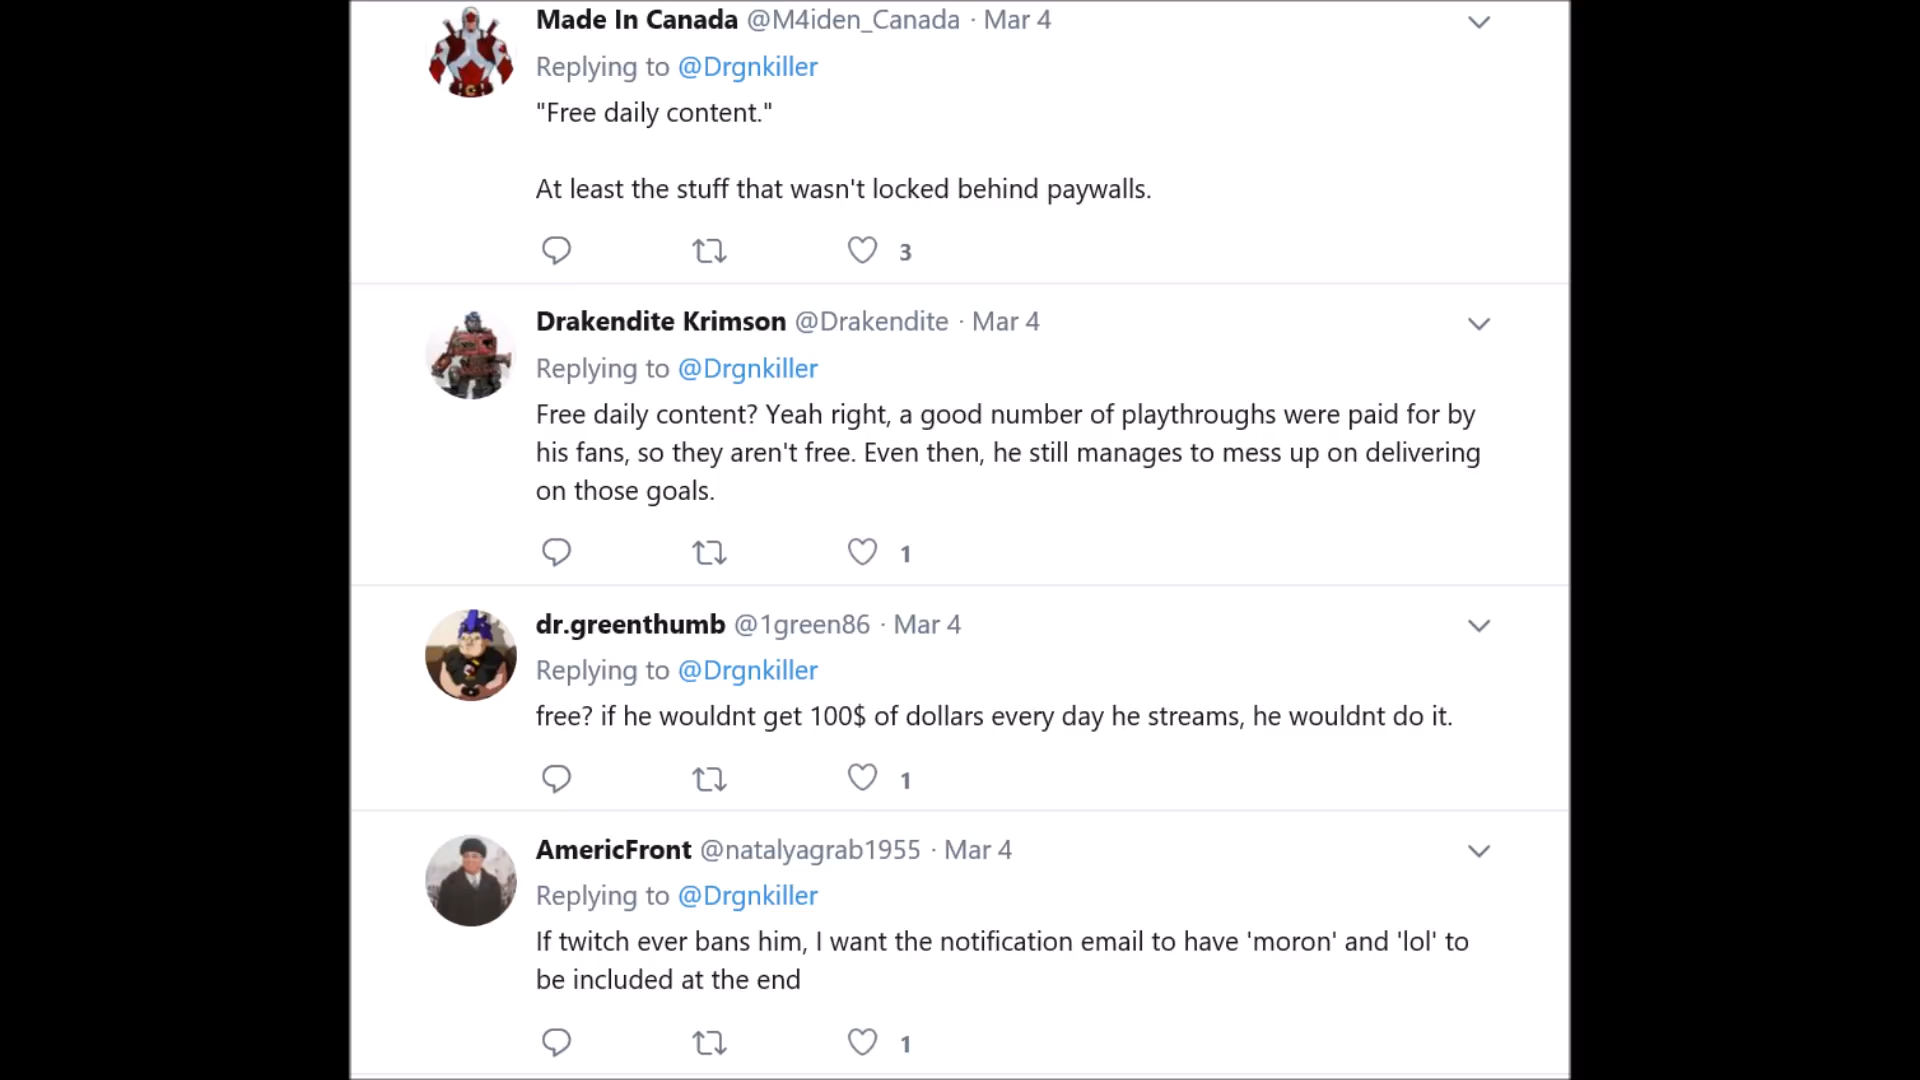 Made In Canada @M4iden_Canada · Mar 4
Replying to @Drgnkiller
"Free daily content."
At least the stuff that wasn't locked behind paywalls.
3
Drakendite Krimson @Drakendite · Mar 4
Replying to @Drgnkiller
Free daily content? Yeah right, a good number of playthroughs were paid for by
his fans, so they aren't free. Even then, he still manages to mess up on delivering
on those goals.
1
dr.greenthumb @1green86 · Mar 4
Replying to @Drgnkiller
free? if he wouldnt get 100$ of dollars every day he streams, he wouldnt do it.
1
AmericFront @natalyagrab1955 · Mar 4
Replying to @Drgnkiller
If twitch ever bans him, I want the notification email to have 'moron' and 'lol' to
be included at the end
1